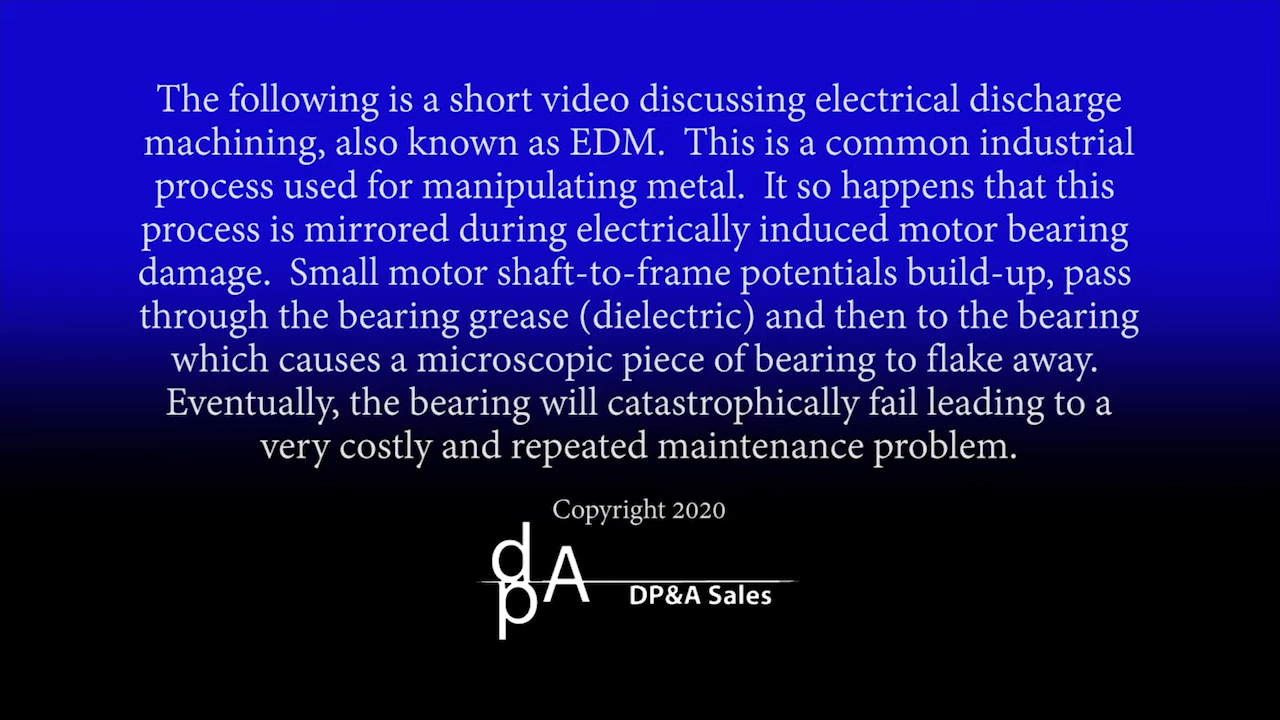 The following is a short video discussing electrical discharge
machining, also known as EDM.  This is a common industrial
process used for manipulating metal.  It so happens that this
process is mirrored during electrically induced motor bearing
damage.  Small motor shaft-to-frame potentials build-up, pass
through the bearing grease (dielectric) and then to the bearing
which causes a microscopic piece of bearing to flake away.
Eventually, the bearing will catastrophically fail leading to a
very costly and repeated maintenance problem.
Copyright 2020
dpA
DP&A Sales